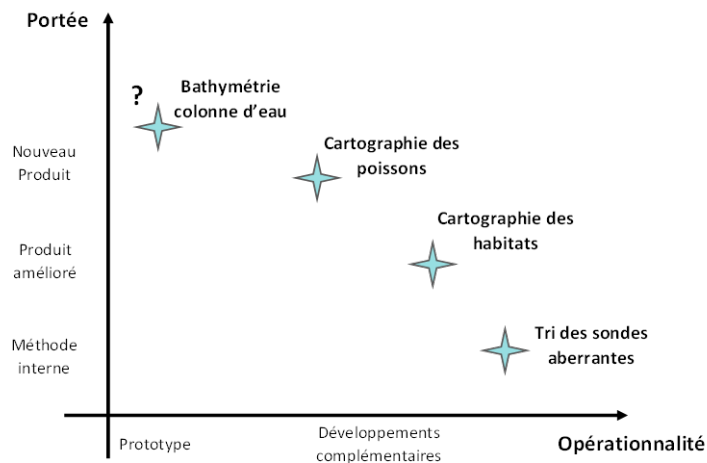 Portée
?
Bathymétrie
colonne d'eau
Nouveau
Produit
Cartographie des
poissons
Cartographie des
habitats
Produit
amélioré
Tri des sondes
aberrantes
Méthode
interne
Prototype
Développements
complémentaires
Opérationnalité